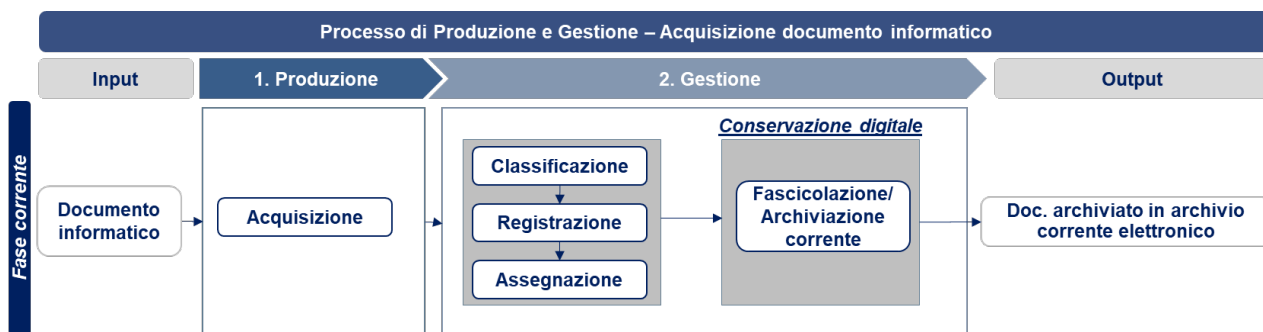 Processo di Produzione e Gestione – Acquisizione documento informatico
Input
1. Produzione
2. Gestione
Output
Fase corrente
Documento
informatico
Acquisizione
Classificazione
Registrazione
Assegnazione
Conservazione digitale
Fascicolazione/
Archiviazione
corrente
Doc. archiviato in archivio
corrente elettronico